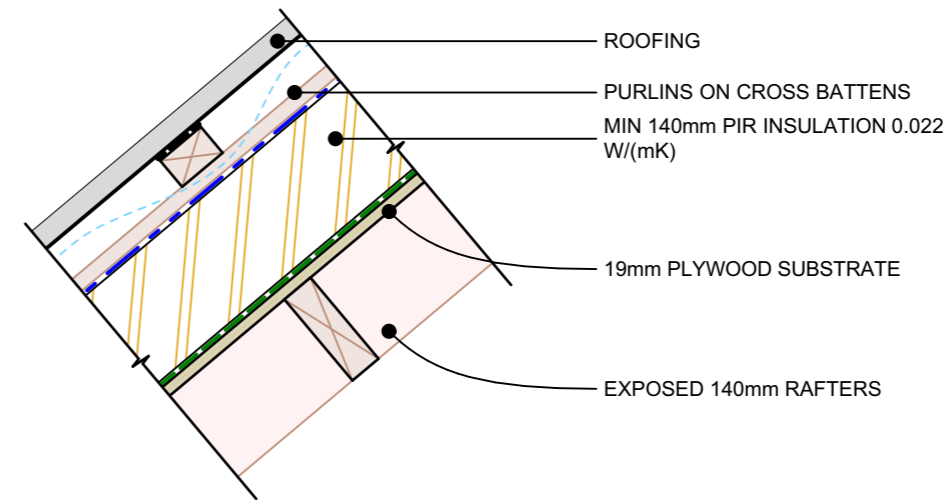 ROOFING
PURLINS ON CROSS BATTENS
MIN 140mm PIR INSULATION 0.022
W/(mK)
19mm PLYWOOD SUBSTRATE
EXPOSED 140mm RAFTERS